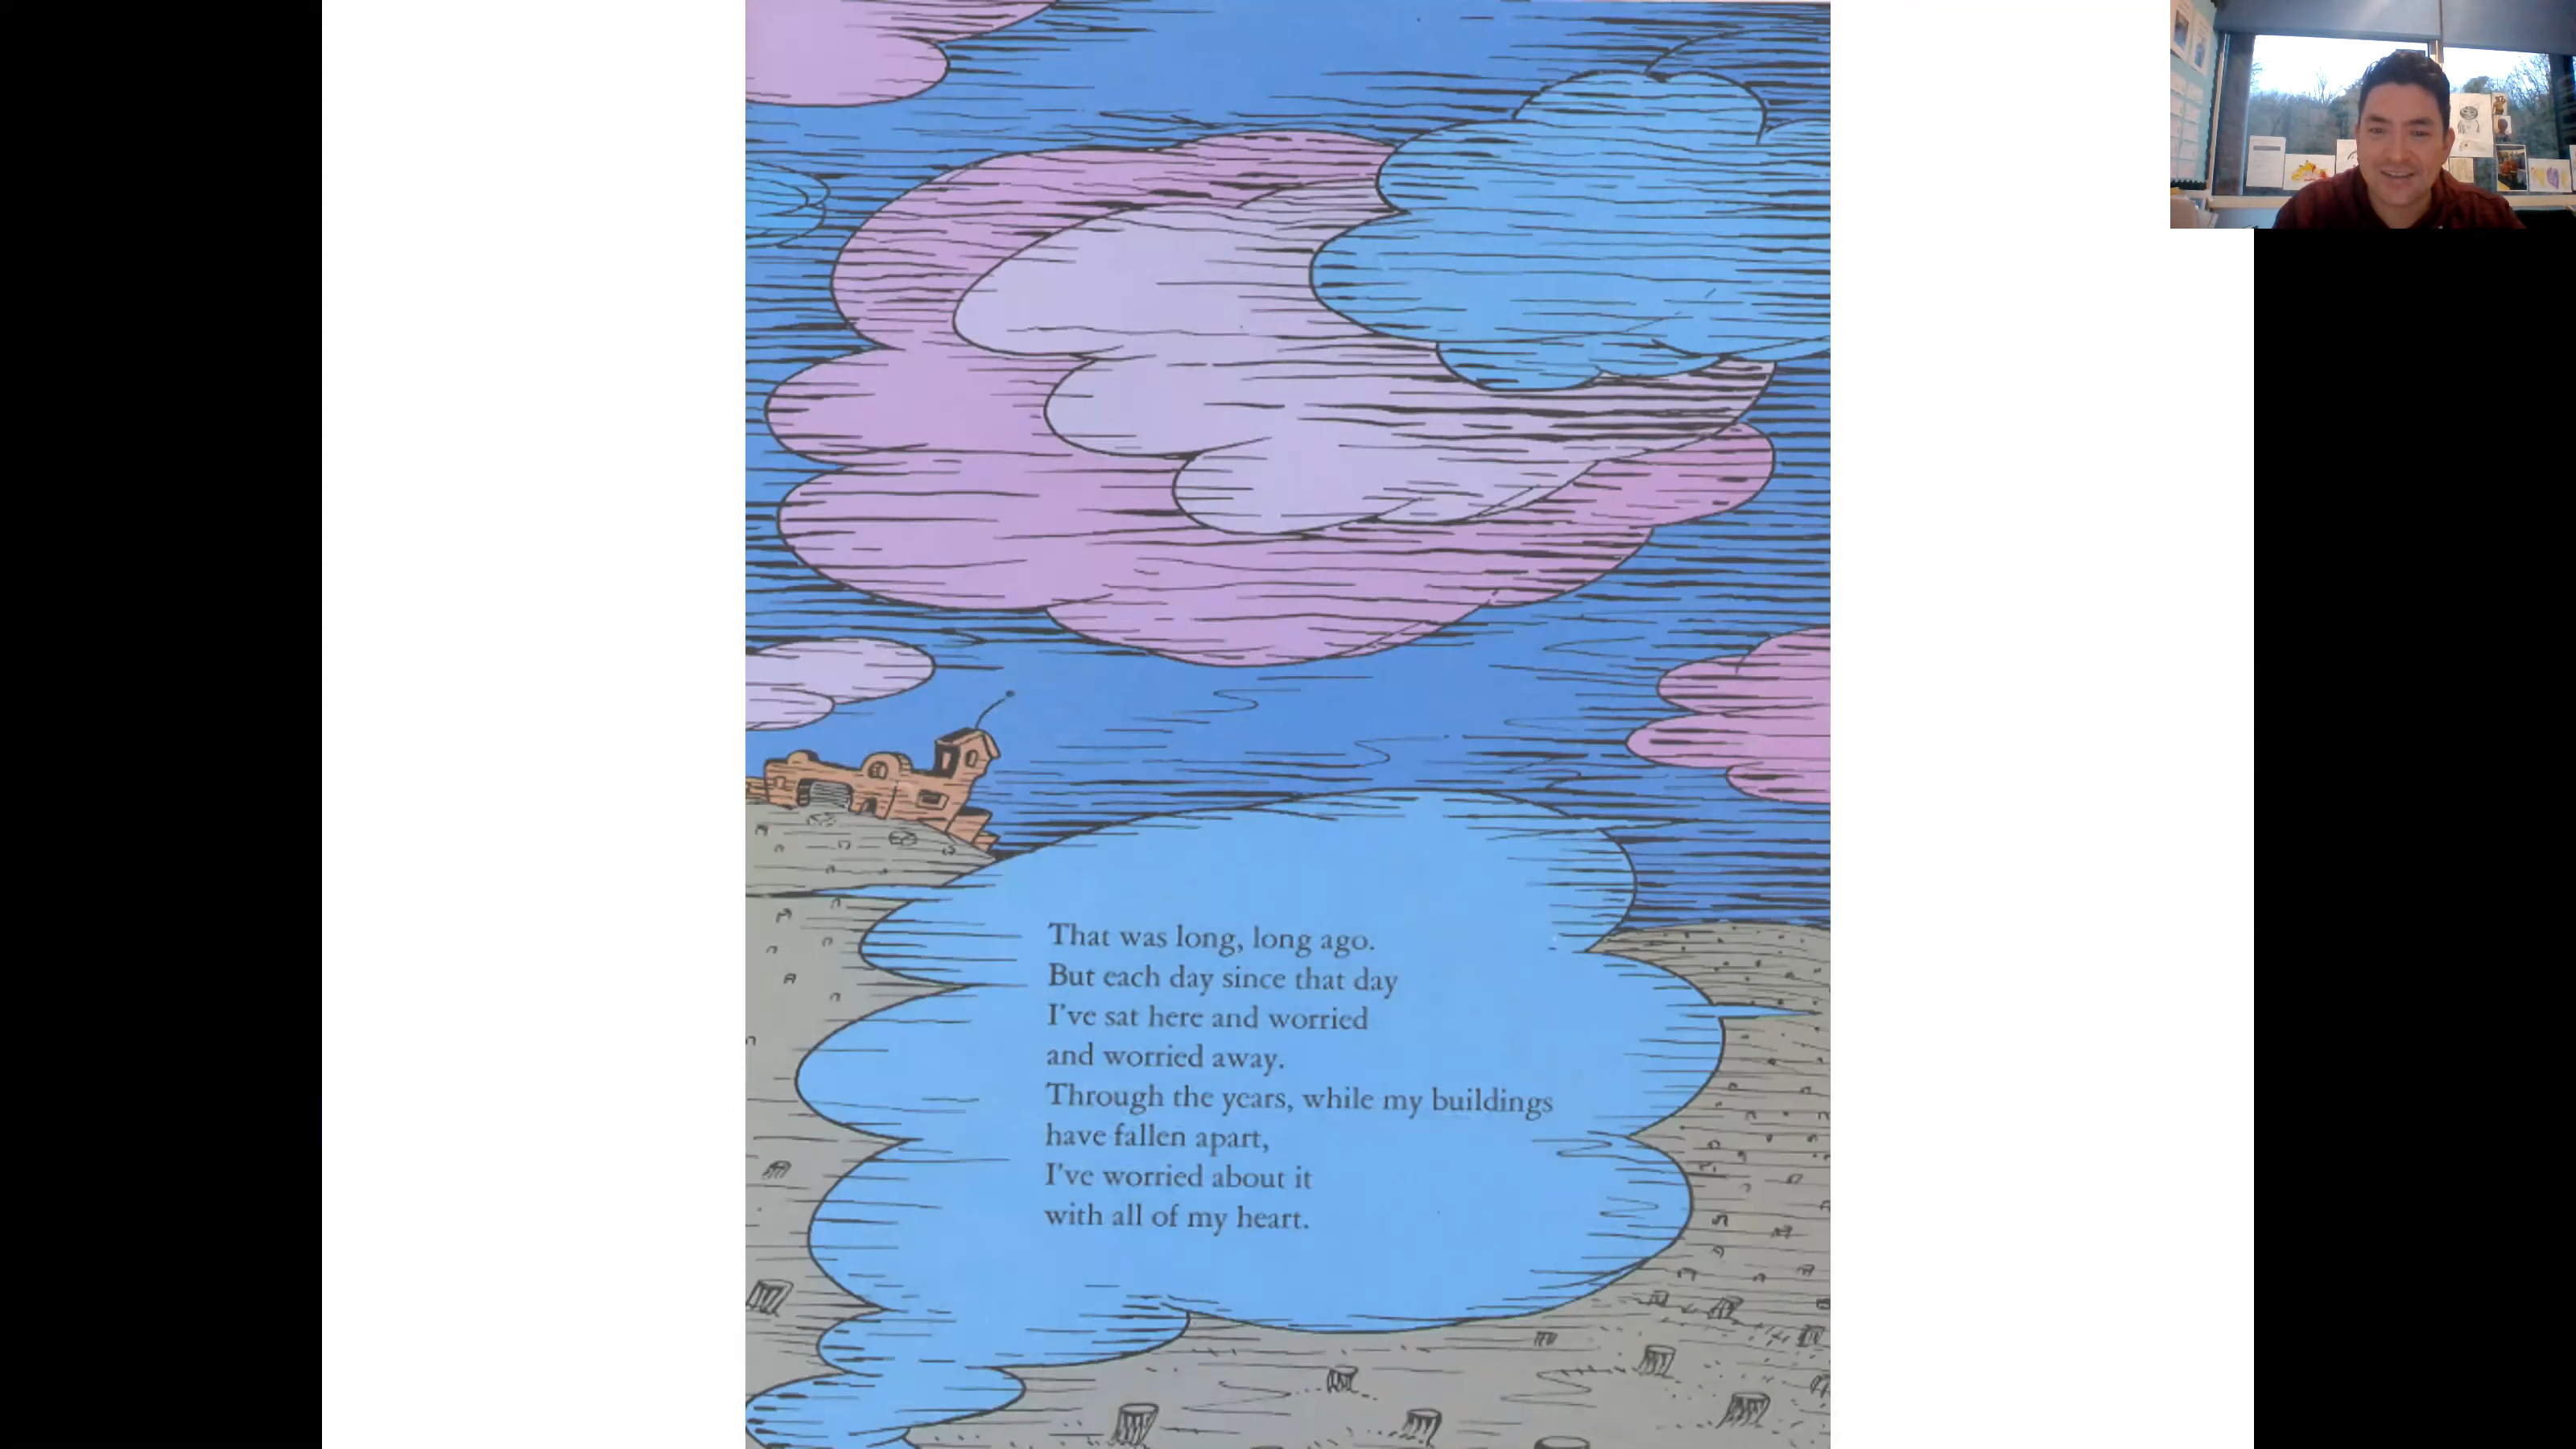 That was long, long ago.
But each day since that day
I've sat here and worried
and worried away.
Through the years, while my buildings
have fallen apart,
I've worried about it
with all of my heart.